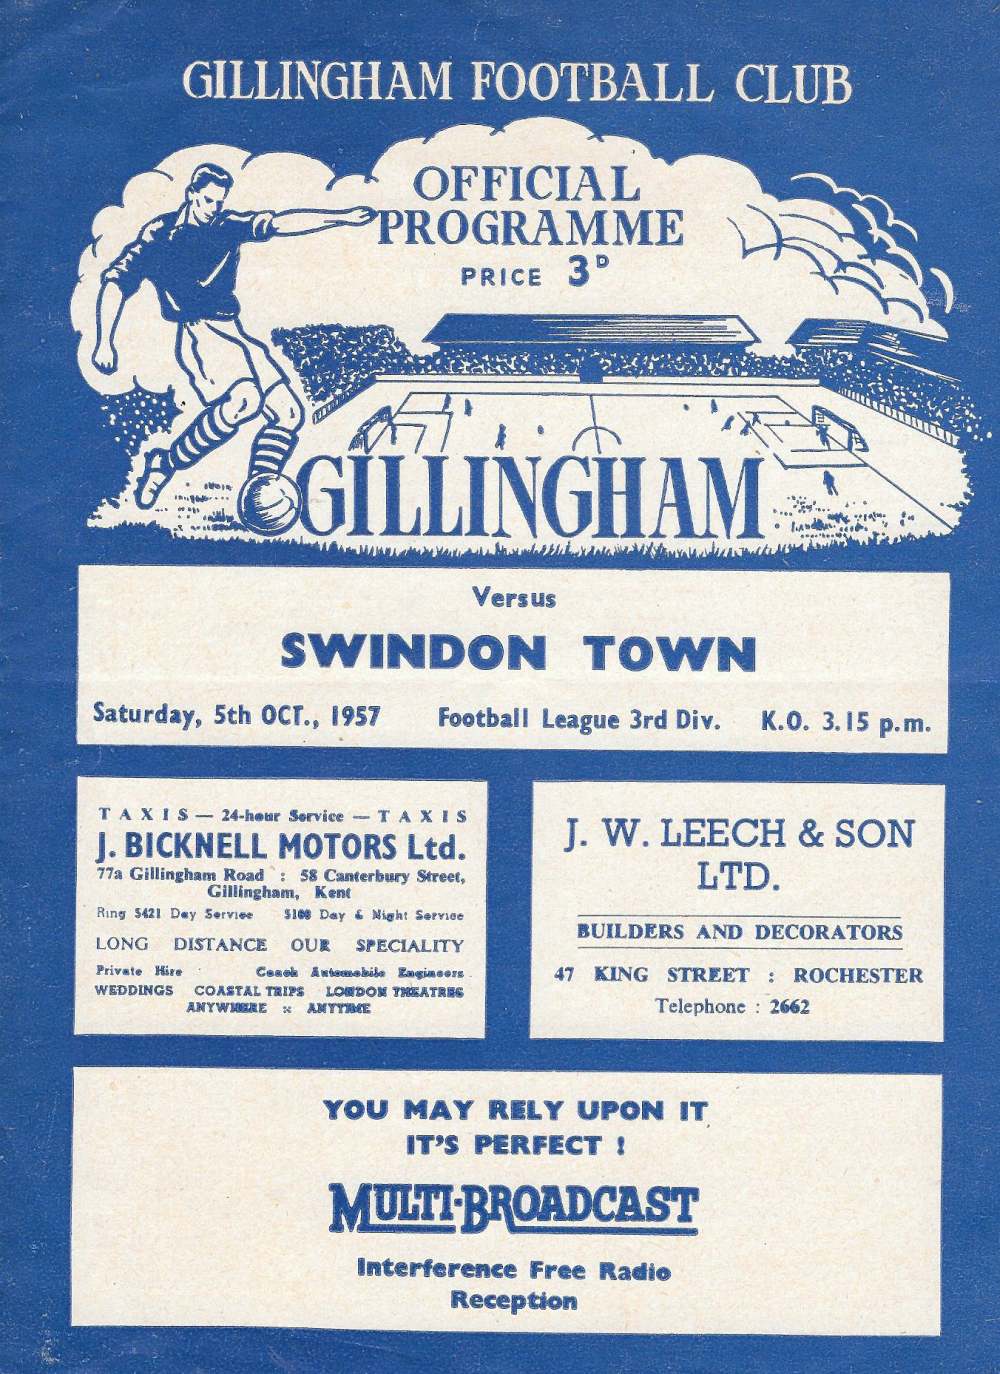 GILLINGHAM FOOTBALL CLUB
OFFICIAL
PROGRAMME
PRICE 3D
GILLINGHAM
Versus
SWINDON TOWN
Saturday, 5th OCT., 1957 Football League 3rd Div. K.O. 3.15 p.m.
TAXIS — 24-hour Service — TAXIS
J. BICKNELL MOTORS Ltd.
77a Gillingham Road : 58 Canterbury Street,
Gillingham, Kent
Ring 5421 Day Service 5108 Day & Night Service
LONG DISTANCE OUR SPECIALITY
Private Hire Coach Automobile Engineers
WEDDINGS COASTAL TRIPS LONDON THEATRES
ANYWHERE :: ANYTIME
J. W. LEECH & SON
LTD.
BUILDERS AND DECORATORS
47 KING STREET : ROCHESTER
Telephone : 2662
YOU MAY RELY UPON IT
IT'S PERFECT !
MULTI-BROADCAST
Interference Free Radio
Reception